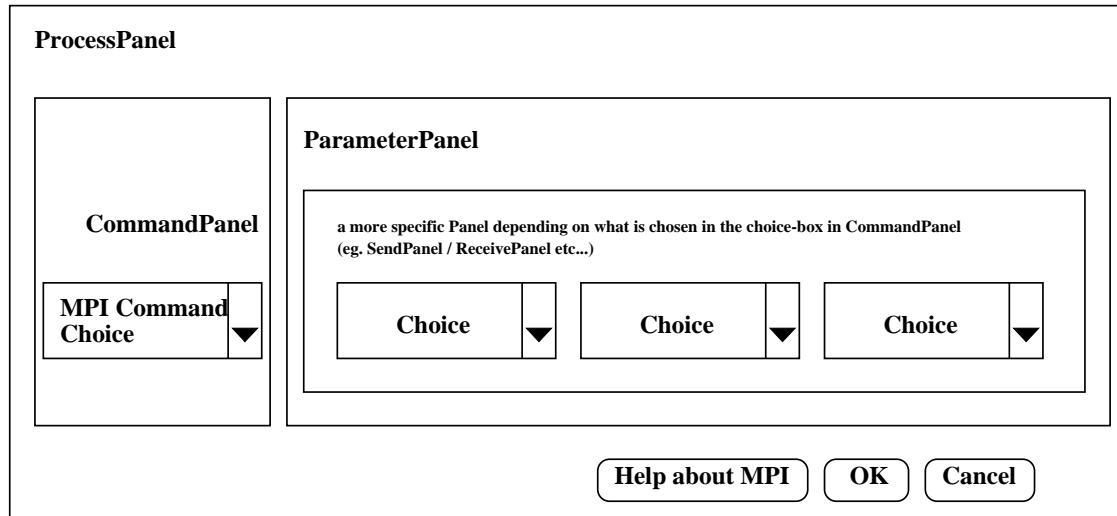 ProcessPanel
ParameterPanel
CommandPanel
a more specific Panel depending on what is chosen in the choice-box in CommandPanel
(eg. SendPanel / ReceivePanel etc...)
MPI Command
Choice
Choice
Choice
Choice
Help about MPI
OK
Cancel